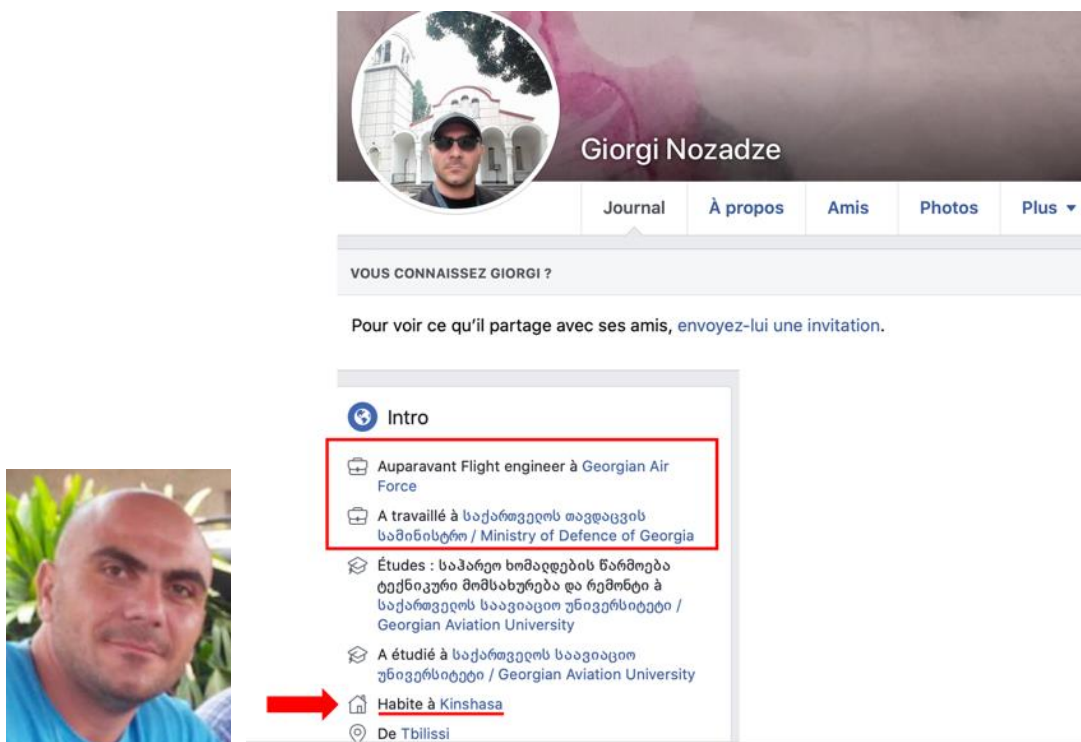 Giorgi Nozadze
Journal À propos Amis Photos Plus
VOUS CONNAISSEZ GIORGI ?
Pour voir ce qu'il partage avec ses amis, envoyez-lui une invitation.
Intro
Auparavant Flight engineer à Georgian Air
Force
A travaillé à საქართველოს თავდაცვის
სამინისტრო / Ministry of Defence of Georgia
Études : საჰაერო ხომალდების წარმოება
ტექნიკური მომსახურება და რემონტი à
საქართველოს საავიაციო უნივერსიტეტი /
Georgian Aviation University
A étudié à საქართველოს საავიაციო
უნივერსიტეტი / Georgian Aviation University
Habite à Kinshasa
De Tbilissi